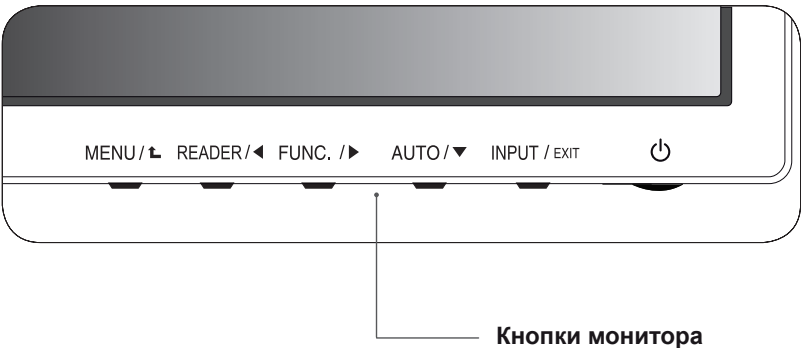 MENU/⮤ READER/◀ FUNC. /▶ AUTO/▼ INPUT / EXIT ⏻
Кнопки монитора